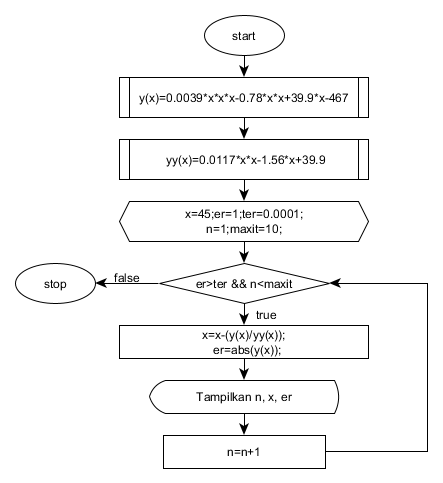 start
y(x)=0.0039*x*x*x-0.78*x*x+39.9*x-467
yy(x)=0.0117*x*x-1.56*x+39.9
x=45;er=1;ter=0.0001;
n=1;maxit=10;
stop
false
er>ter && n<maxit
true
x=x-(y(x)/yy(x));
er=abs(y(x));
Tampilkan n, x, er
n=n+1